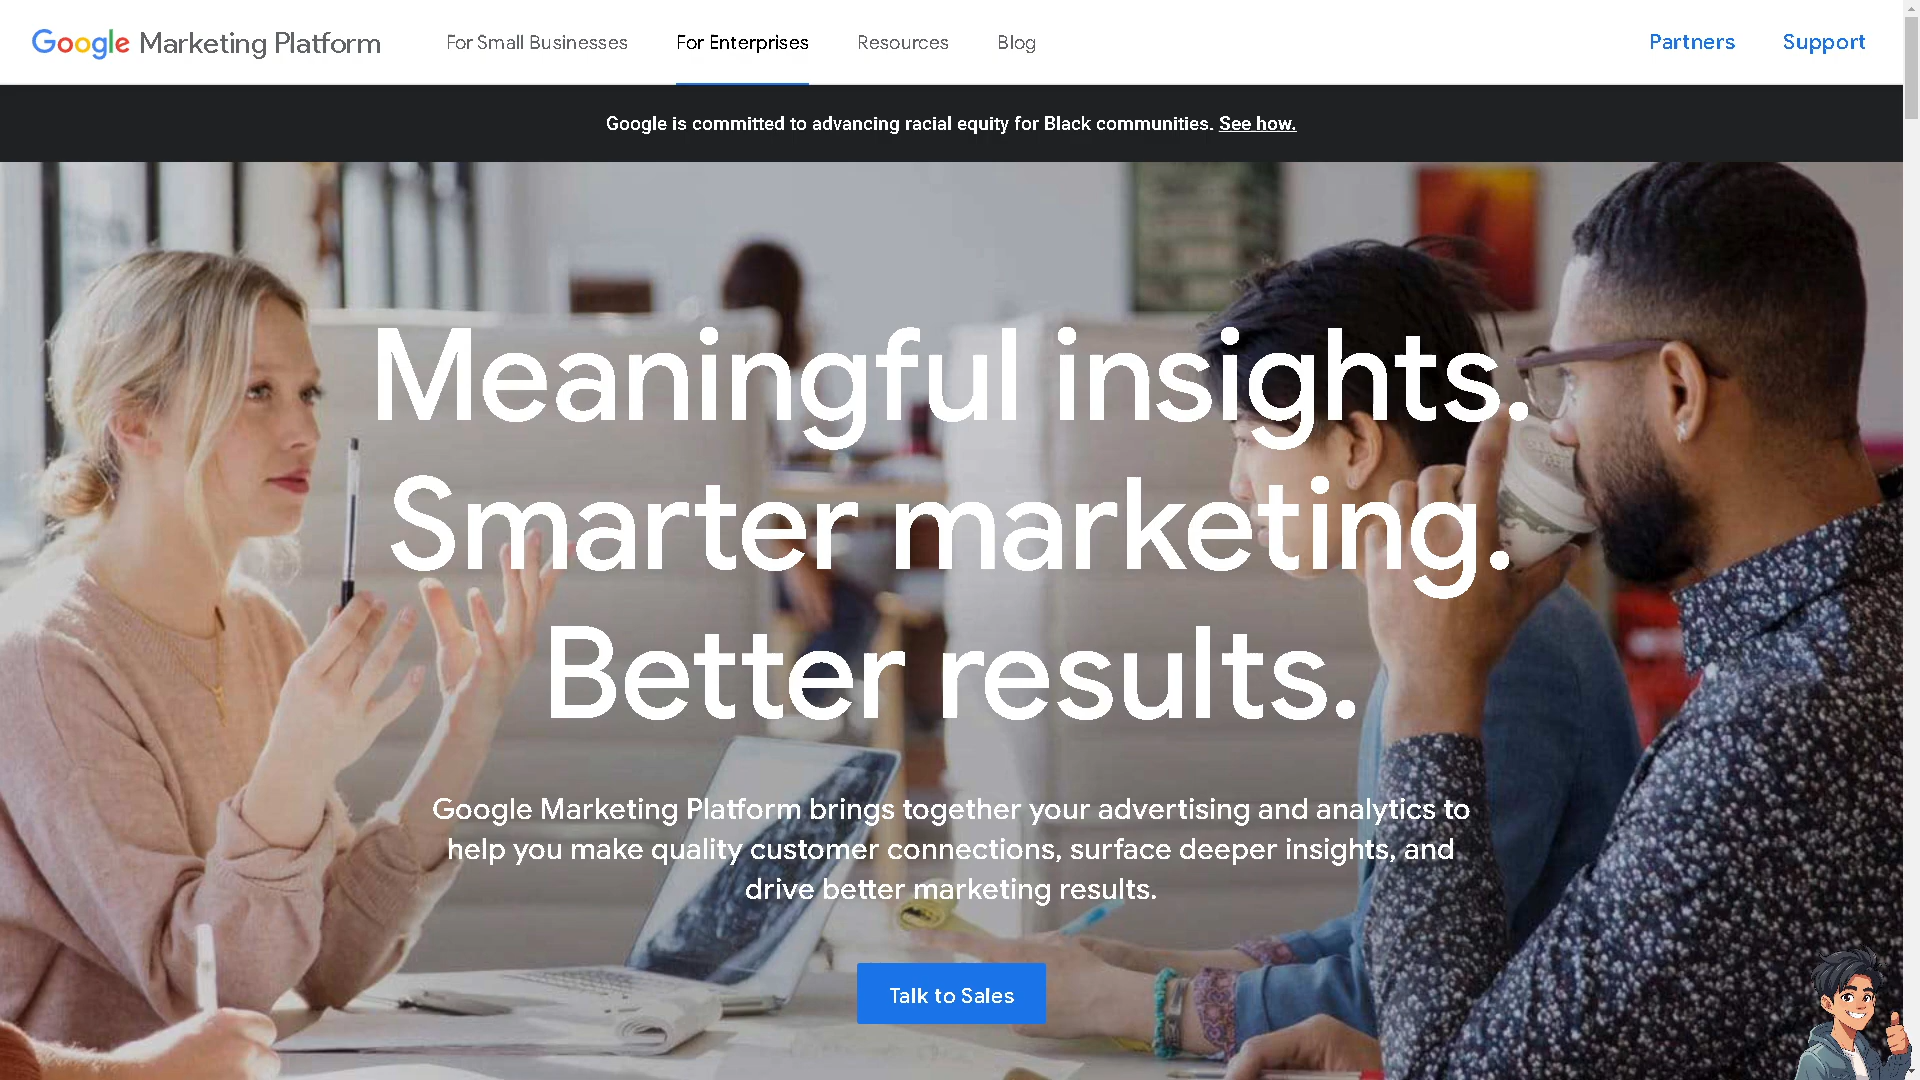 Google Marketing Platform
For Small Businesses
For Enterprises
Resources
Blog
Partners
Support
Google is committed to advancing racial equity for Black communities. See how.
Meaningful insights.
Smarter marketing.
Better results.
Google Marketing Platform brings together your advertising and analytics to
help you make quality customer connections, surface deeper insights, and
drive better marketing results.
Talk to Sales